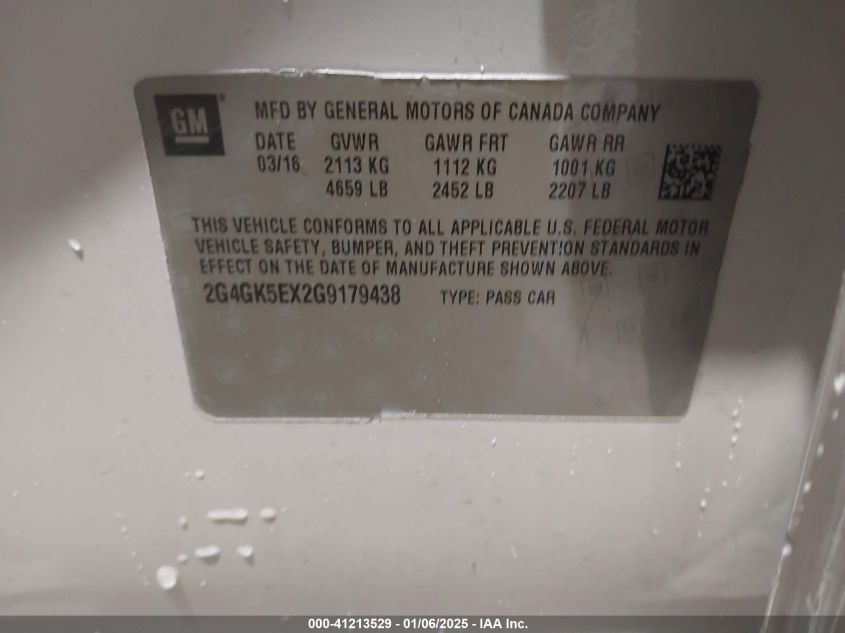 GM®
MFD BY GENERAL MOTORS OF CANADA COMPANY
DATE GVWR GAWR FRT GAWR RR
03/16 2113 KG 1112 KG 1001 KG
4659 LB 2452 LB 2207 LB
THIS VEHICLE CONFORMS TO ALL APPLICABLE U.S. FEDERAL MOTOR
VEHICLE SAFETY, BUMPER, AND THEFT PREVENTION STANDARDS IN
EFFECT ON THE DATE OF MANUFACTURE SHOWN ABOVE.
2G4GK5EX2G9179438 TYPE: PASS CAR
000-41213529 - 01/06/2025 - IAA Inc.